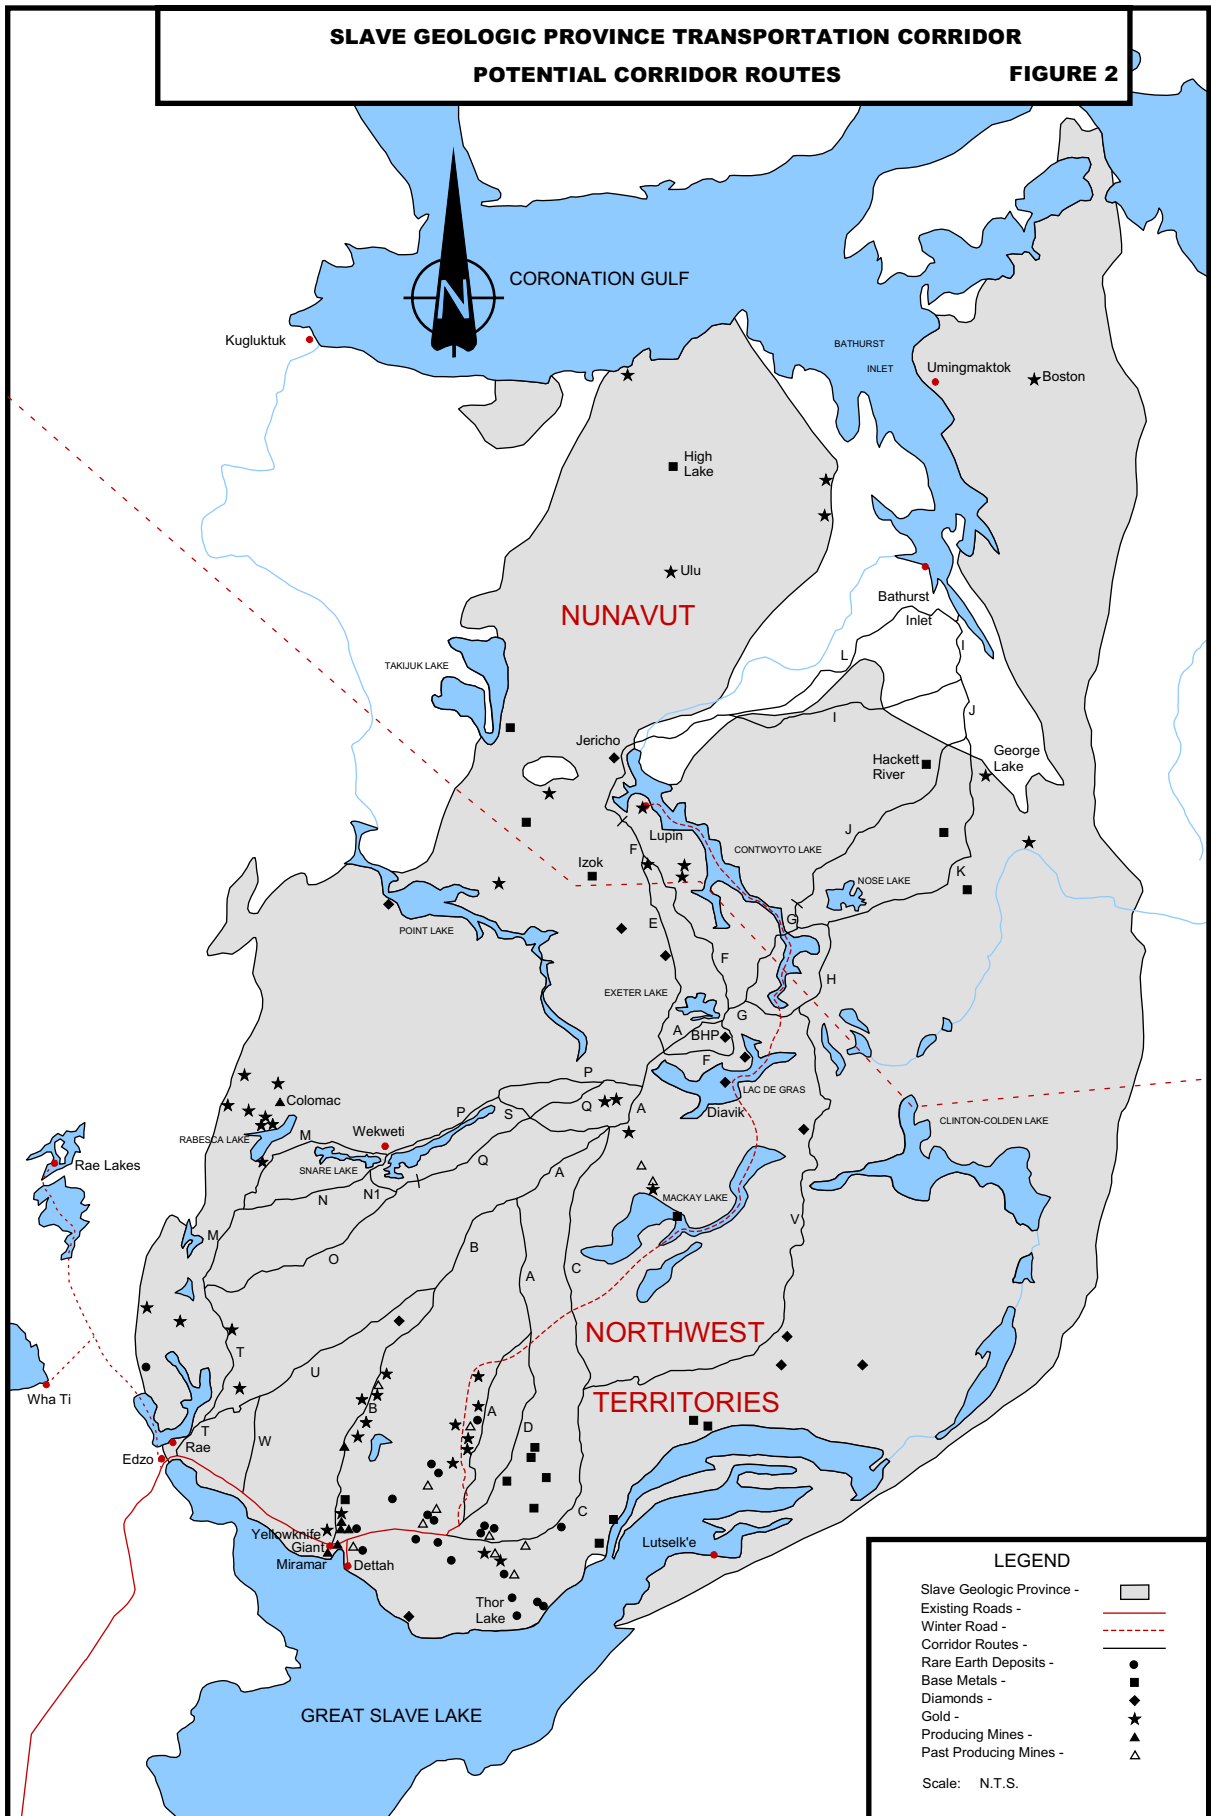 SLAVE GEOLOGIC PROVINCE TRANSPORTATION CORRIDOR
POTENTIAL CORRIDOR ROUTES
FIGURE 2
N
CORONATION GULF
Kugluktuk
BATHURST
INLET
Umingmaktok
Boston
High
Lake
Ulu
NUNAVUT
Bathurst
Inlet
L
I
TAKIJUK LAKE
J
I
Jericho
George
Lake
Hackett
River
Lupin
J
F
CONTWOYTO LAKE
Izok
K
NOSE LAKE
POINT LAKE
E
G
F
H
EXETER LAKE
G
A
BHP
F
P
LAC DE GRAS
Diavik
Colomac
P
S
Q
A
CLINTON-COLDEN LAKE
RABESCA LAKE
M
Wekweti
Rae Lakes
SNARE LAKE
Q
A
N
N1
MACKAY LAKE
V
M
O
B
A
C
NORTHWEST
T
U
Wha Ti
TERRITORIES
B
A
D
T
W
Rae
Edzo
C
Yellowknife
Giant
Miramar
Dettah
Lutselk'e
Thor
Lake
GREAT SLAVE LAKE
LEGEND
Slave Geologic Province -
Existing Roads -
Winter Road -
Corridor Routes -
Rare Earth Deposits -
Base Metals -
Diamonds -
Gold -
Producing Mines -
Past Producing Mines -
Scale: N.T.S.